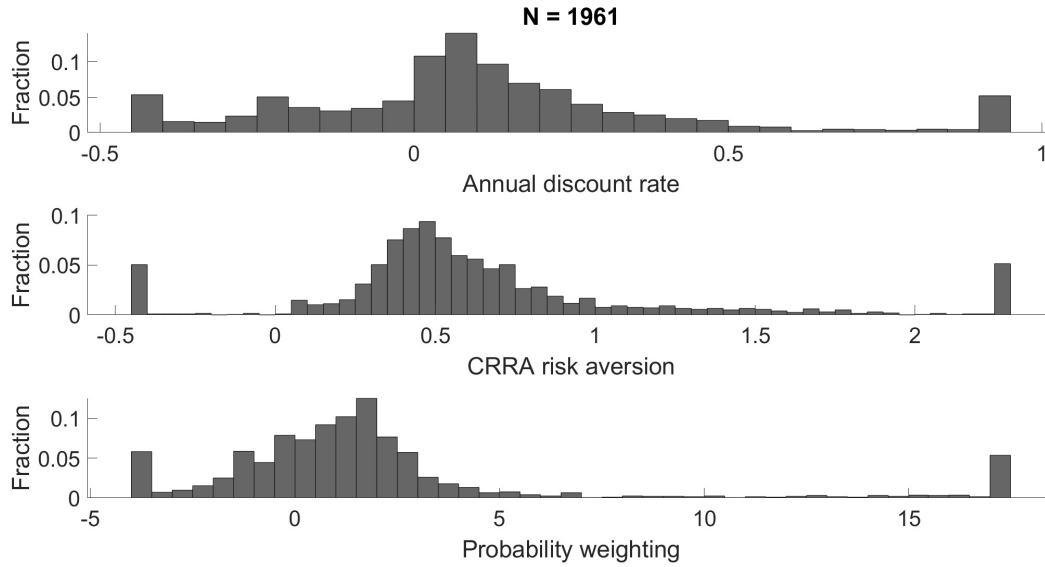 N = 1961
Fraction
0.1
0.05
0
-0.5 0 0.5 1
Annual discount rate
Fraction
0.1
0.05
0
-0.5 0 0.5 1 1.5 2
CRRA risk aversion
Fraction
0.1
0.05
0
-5 0 5 10 15
Probability weighting